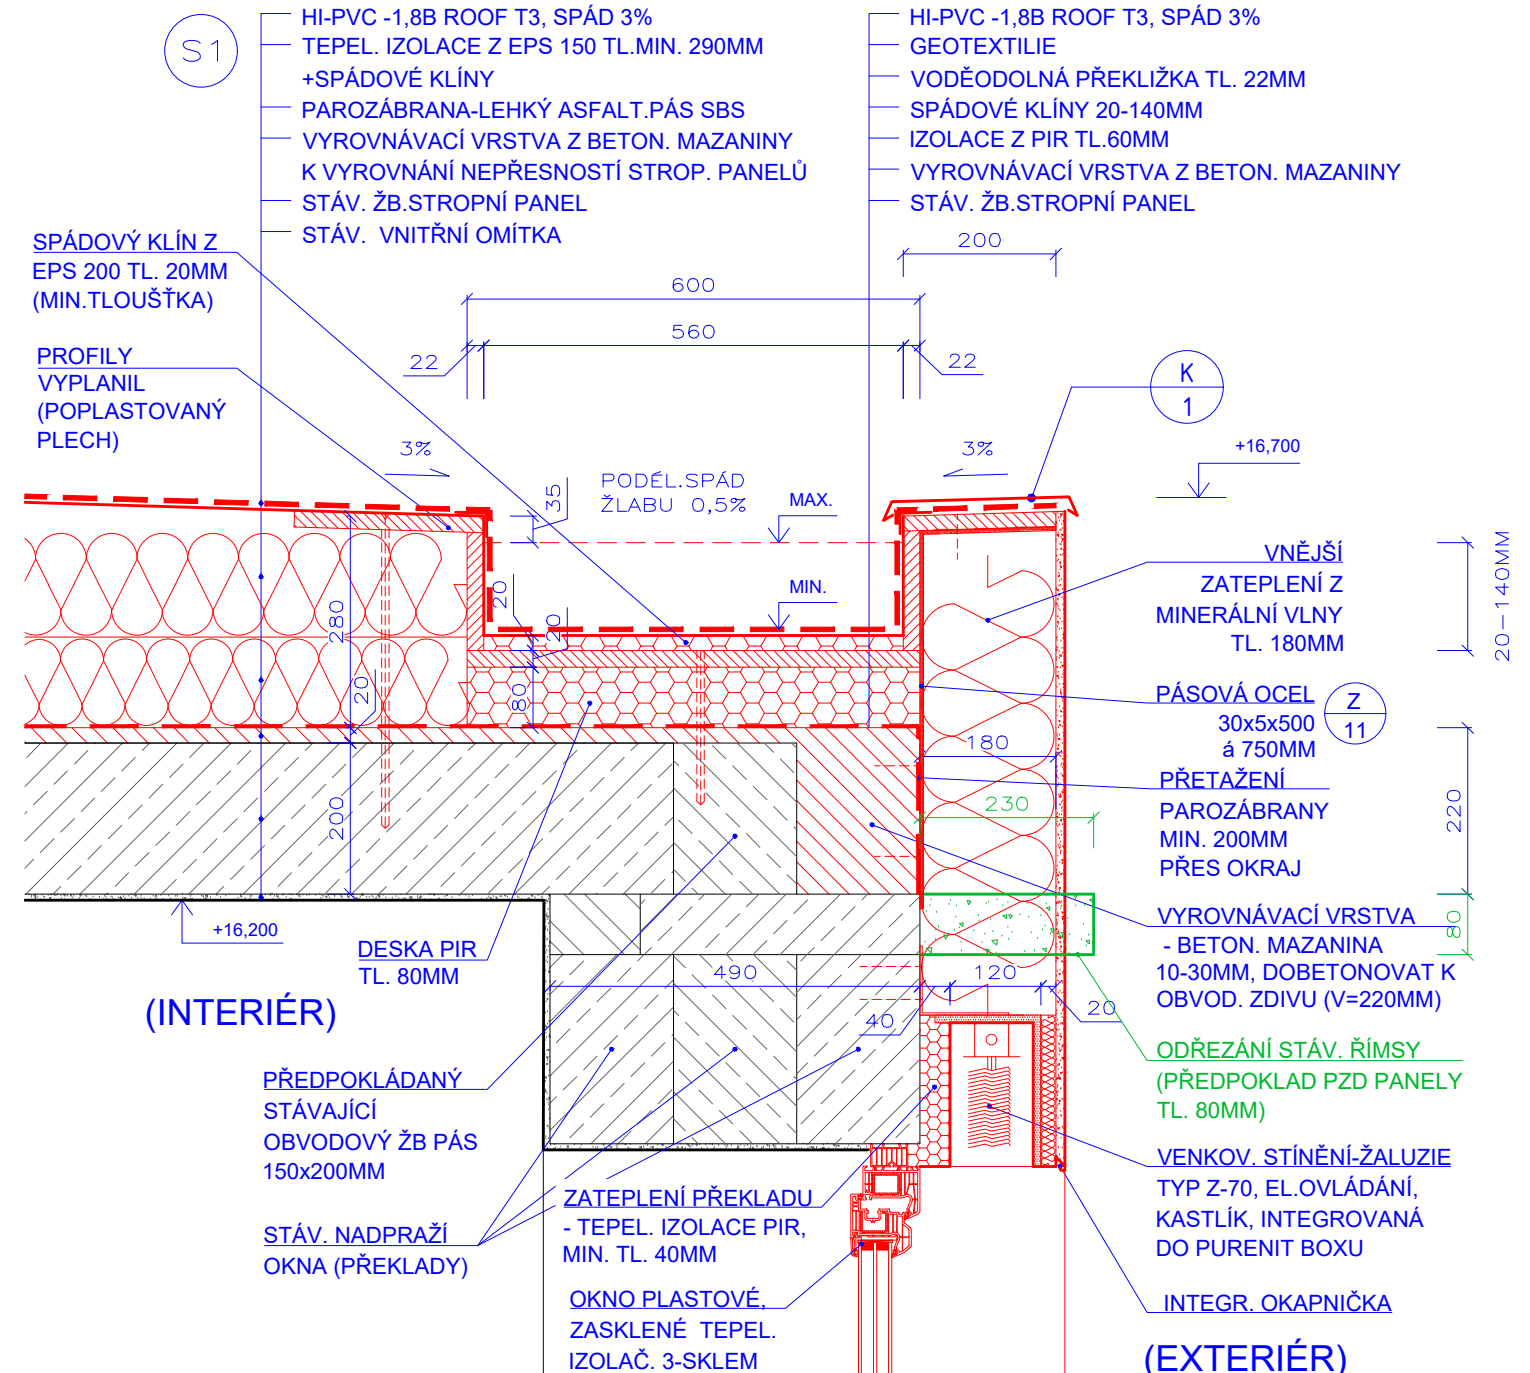 S1
HI-PVC -1,8B ROOF T3, SPÁD 3%
TEPEL. IZOLACE Z EPS 150 TL.MIN. 290MM
+SPÁDOVÉ KLÍNY
PAROZÁBRANA-LEHKÝ ASFALT.PÁS SBS
VYROVNÁVACÍ VRSTVA Z BETON. MAZANINY
K VYROVNÁNÍ NEPŘESNOSTÍ STROP. PANELŮ
STÁV. ŽB.STROPNÍ PANEL
STÁV. VNITŘNÍ OMÍTKA
HI-PVC -1,8B ROOF T3, SPÁD 3%
GEOTEXTILIE
VODĚODOLNÁ PŘEKLIŽKA TL. 22MM
SPÁDOVÉ KLÍNY 20-140MM
IZOLACE Z PIR TL.60MM
VYROVNÁVACÍ VRSTVA Z BETON. MAZANINY
STÁV. ŽB.STROPNÍ PANEL
SPÁDOVÝ KLÍN Z
EPS 200 TL. 20MM
(MIN.TLOUŠŤKA)
PROFILY
VYPLANIL
(POPLASTOVANÝ
PLECH)
200
600
560
22
22
K
1
3%
3%
+16,700
PODÉL.SPÁD
ŽLABU 0,5%
35
MAX.
MIN.
20
20
280
20
80
200
180
230
20-140MM
220
80
VNĚJŠÍ
ZATEPLENÍ Z
MINERÁLNÍ VLNY
TL. 180MM
PÁSOVÁ OCEL
30x5x500
á 750MM
Z
11
PŘETAŽENÍ
PAROZÁBRANY
MIN. 200MM
PŘES OKRAJ
VYROVNÁVACÍ VRSTVA
- BETON. MAZANINA
10-30MM, DOBETONOVAT K
OBVOD. ZDIVU (V=220MM)
+16,200
DESKA PIR
TL. 80MM
490
120
40
20
(INTERIÉR)
ODŘEZÁNÍ STÁV. ŘÍMSY
(PŘEDPOKLAD PZD PANELY
TL. 80MM)
PŘEDPOKLÁDANÝ
STÁVAJÍCÍ
OBVODOVÝ ŽB PÁS
150x200MM
STÁV. NADPRAŽÍ
OKNA (PŘEKLADY)
ZATEPLENÍ PŘEKLADU
- TEPEL. IZOLACE PIR,
MIN. TL. 40MM
VENKOV. STÍNĚNÍ-ŽALUZIE
TYP Z-70, EL.OVLÁDÁNÍ,
KASTLÍK, INTEGROVANÁ
DO PURENIT BOXU
OKNO PLASTOVÉ,
ZASKLENÉ TEPEL.
IZOLAČ. 3-SKLEM
INTEGR. OKAPNIČKA
(EXTERIÉR)